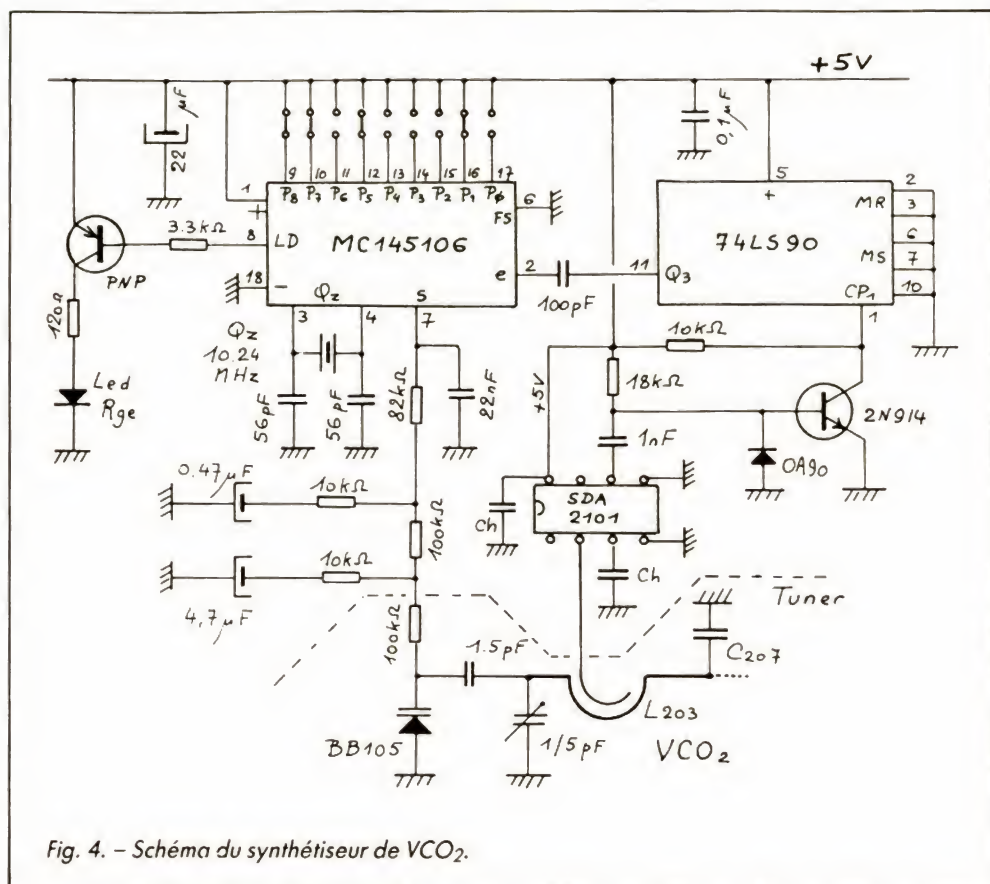 +5V
22 µF
0,1µF
1
+
9 10 11 12 13 14 15 16 17
P8 P7 P6 P5 P4 P3 P2 P1 PØ
FS
6
MC145106
8
LD
3.3kΩ
PNP
18
-
Qz
S
e
2
3
4
7
100pF
5
+
74LS90
MR
2
3
6
MS
7
10
11
Q3
CP1
1
120Ω
Led
Rge
Qz
10.24
MHz
56pF
56pF
82kΩ
22nF
+5V
10kΩ
18kΩ
1nF
2N914
OA90
0.47µF
10kΩ
100kΩ
Ch
SDA
2101
Ch
4,7µF
10kΩ
100kΩ
Tuner
1.5pF
C207
L203
BB105
1/5pF
VCO2
Fig. 4. – Schéma du synthétiseur de VCO2.